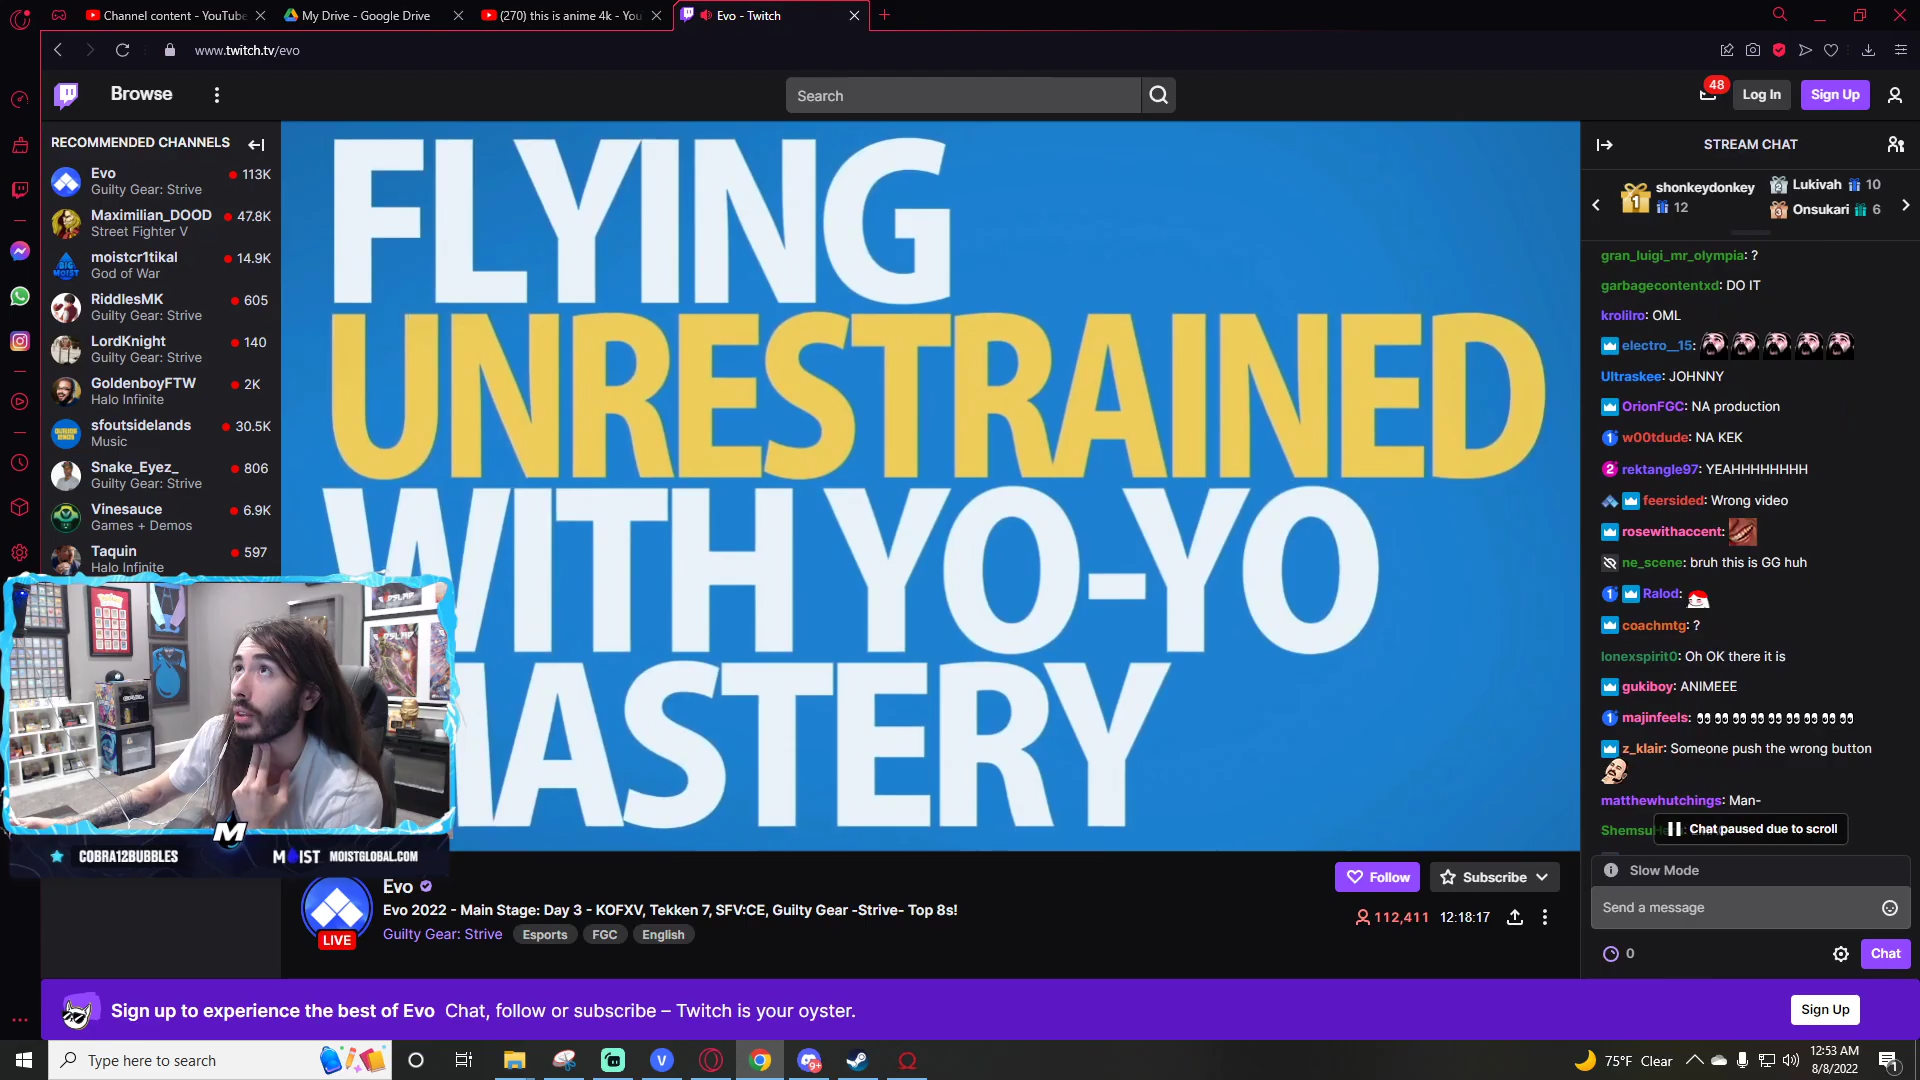 Channel content - YouTube
My Drive - Google Drive
(270) this is anime 4k - You
Evo - Twitch
www.twitch.tv/evo
Browse
Search
48
Log In
Sign Up
RECOMMENDED CHANNELS
Evo
113K
Guilty Gear: Strive
Maximilian_DOOD
47.8K
Street Fighter V
moistcr1tikal
14.9K
God of War
RiddlesMK
605
Guilty Gear: Strive
LordKnight
140
Guilty Gear: Strive
GoldenboyFTW
2K
Halo Infinite
sfoutsidelands
30.5K
Music
Snake_Eyez_
806
Guilty Gear: Strive
Vinesauce
6.9K
Games + Demos
Taquin
597
Halo Infinite
FLYING
UNRESTRAINED
WITH YO-YO
MASTERY
COBRA12BUBBLES
MOIST
MOISTGLOBAL.COM
LIVE
Evo
Evo 2022 - Main Stage: Day 3 - KOFXV, Tekken 7, SFV:CE, Guilty Gear -Strive- Top 8s!
Guilty Gear: Strive
Esports
FGC
English
Follow
Subscribe
112,411
12:18:17
STREAM CHAT
1
shonkeydonkey
12
2
Lukivah
10
3
Onsukari
6
gran_luigi_mr_olympia: ?
garbagecontentxd: DO IT
krolilro: OML
electro__15:
Ultraskee: JOHNNY
OrionFGC: NA production
w00tdude: NA KEK
rektangle97: YEAHHHHHHHH
feersided: Wrong video
rosewithaccent:
ne_scene: bruh this is GG huh
Ralod:
coachmtg: ?
lonexspirit0: Oh OK there it is
gukiboy: ANIMEEE
majinfeels:
z_klair: Someone push the wrong button
matthewhutchings: Man-
Chat paused due to scroll
Slow Mode
Send a message
0
Chat
Sign up to experience the best of Evo Chat, follow or subscribe – Twitch is your oyster.
Sign Up
Type here to search
75°F Clear
12:53 AM
8/8/2022